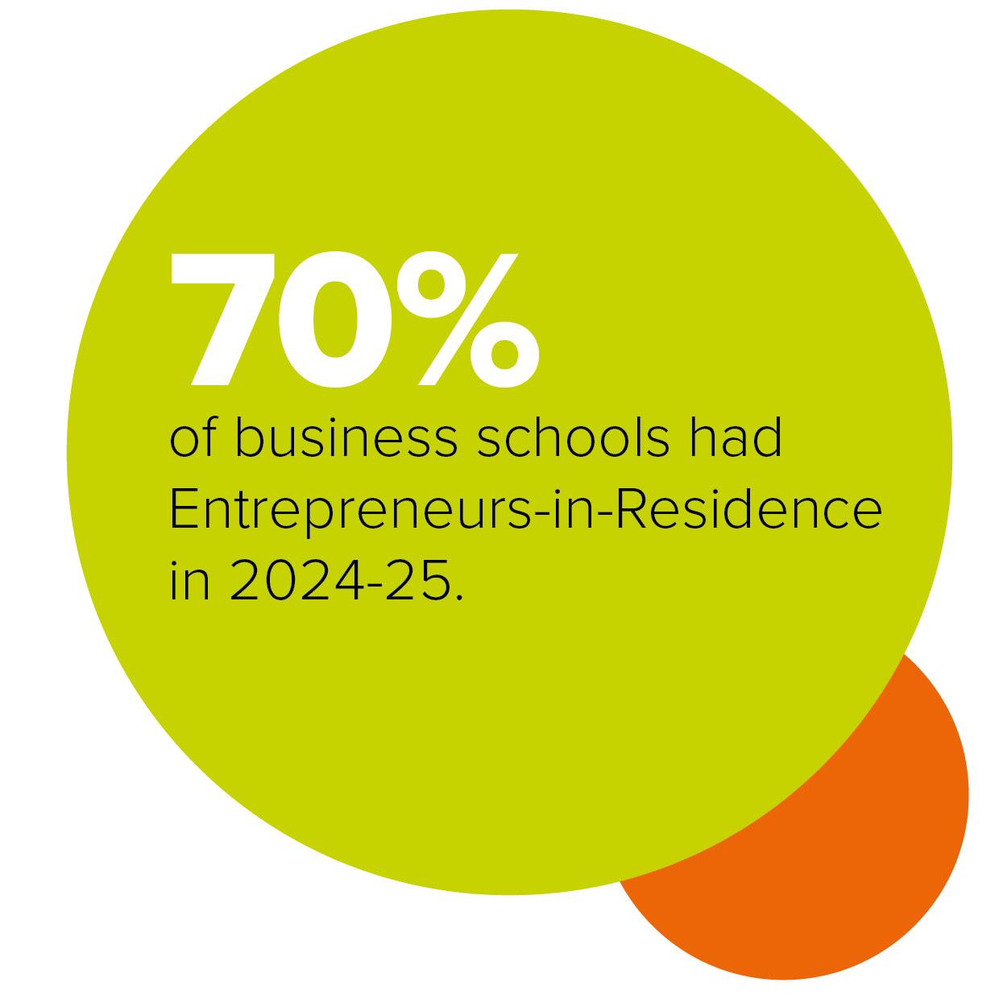 70%
of business schools had
Entrepreneurs-in-Residence
in 2024-25.